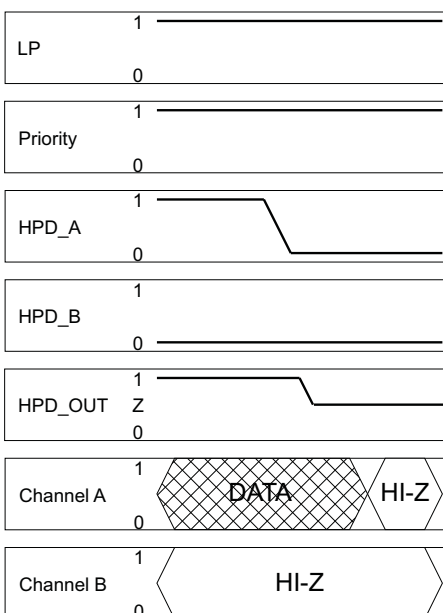 1
LP
0
1
Priority
0
1
HPD_A
0
1
HPD_B
0
1
HPD_OUT Z
0
1
Channel A DATA HI-Z
0
1
Channel B HI-Z
0